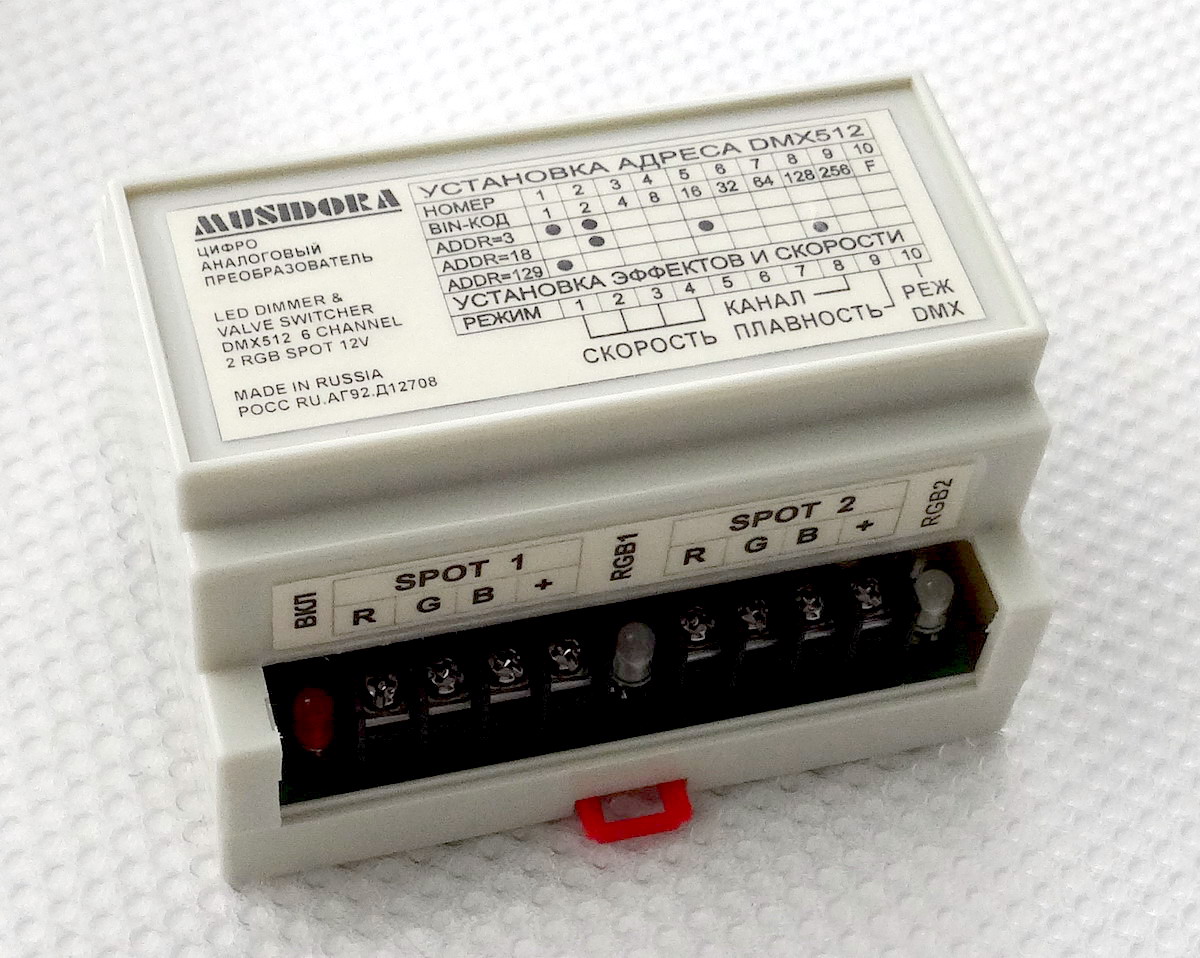 MUSIDORA
ЦИФРО
АНАЛОГОВЫЙ
ПРЕОБРАЗОВАТЕЛЬ
LED DIMMER &
VALVE SWITCHER
DMX512 6 CHANNEL
2 RGB SPOT 12V
MADE IN RUSSIA
РОСС RU.АГ92.Д12708
УСТАНОВКА АДРЕСА DMX512
НОМЕР 1 2 3 4 5 6 7 8 9 10
BIN-КОД 1 2 4 8 16 32 64 128 256 F
ADDR=3
ADDR=18
ADDR=129
УСТАНОВКА ЭФФЕКТОВ И СКОРОСТИ
РЕЖИМ 1 2 3 4 5 6 7 8 9 10
СКОРОСТЬ
КАНАЛ
ПЛАВНОСТЬ
РЕЖ
DMX
ВКЛ
SPOT 1
R G B +
RGB1
SPOT 2
R G B +
RGB2